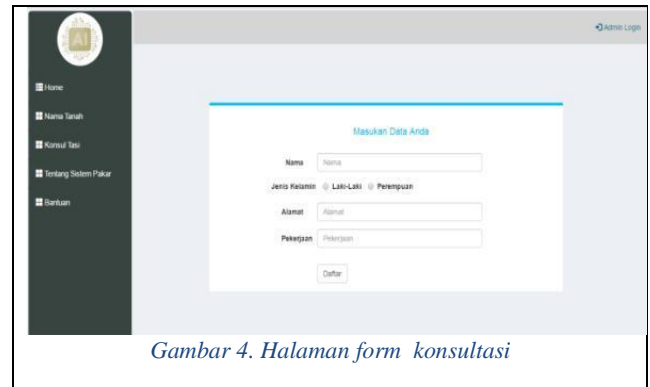 AI
Admin Login
Home
Nama Tanah
Konsul Tasi
Tentang Sistem Pakar
Bantuan
Masukan Data Anda
Nama Nama
Jenis Kelamin Laki-Laki Perempuan
Alamat Alamat
Pekerjaan Pekerjaan
Daftar
Gambar 4. Halaman form konsultasi